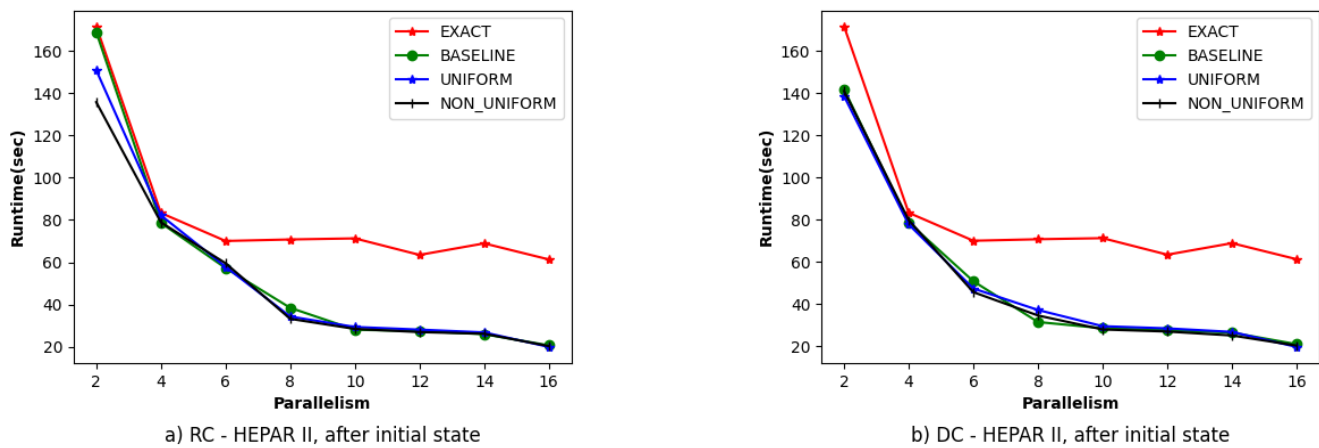 EXACT
BASELINE
UNIFORM
NON_UNIFORM
Runtime(sec)
160
140
120
100
80
60
40
20
2 4 6 8 10 12 14 16
Parallelism
a) RC - HEPAR II, after initial state
EXACT
BASELINE
UNIFORM
NON_UNIFORM
Runtime(sec)
160
140
120
100
80
60
40
20
2 4 6 8 10 12 14 16
Parallelism
b) DC - HEPAR II, after initial state